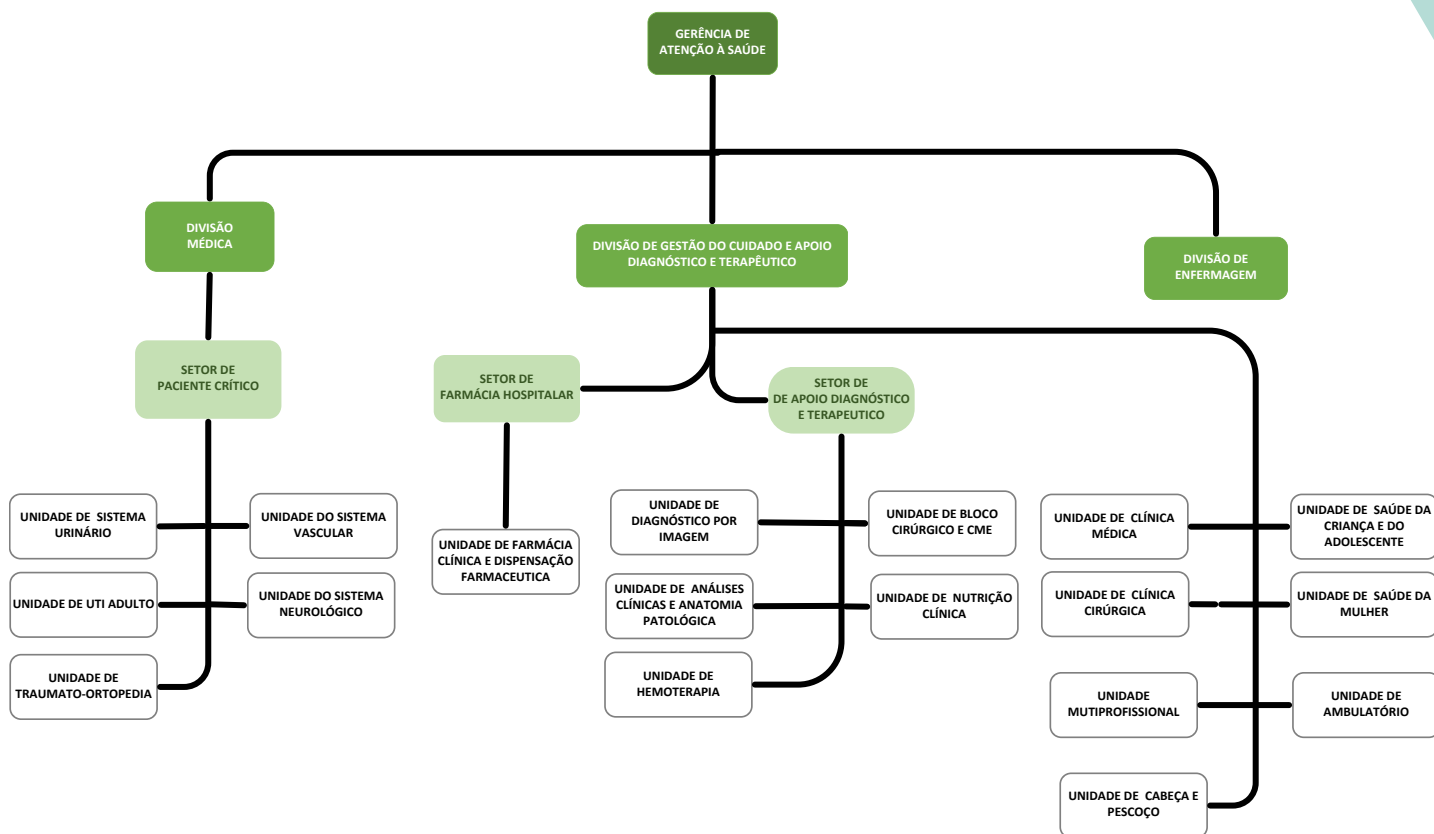 GERÊNCIA DE
ATENÇÃO À SAÚDE
DIVISÃO
MÉDICA
DIVISÃO DE GESTÃO DO CUIDADO E APOIO
DIAGNÓSTICO E TERAPÊUTICO
DIVISÃO DE
ENFERMAGEM
SETOR DE
PACIENTE CRÍTICO
SETOR DE
FARMÁCIA HOSPITALAR
SETOR DE
DE APOIO DIAGNÓSTICO
E TERAPEUTICO
UNIDADE DE SISTEMA
URINÁRIO
UNIDADE DO SISTEMA
VASCULAR
UNIDADE DE UTI ADULTO
UNIDADE DO SISTEMA
NEUROLÓGICO
UNIDADE DE
TRAUMATO-ORTOPEDIA
UNIDADE DE FARMÁCIA
CLÍNICA E DISPENSAÇÃO
FARMACEUTICA
UNIDADE DE
DIAGNÓSTICO POR
IMAGEM
UNIDADE DE BLOCO
CIRÚRGICO E CME
UNIDADE DE ANÁLISES
CLÍNICAS E ANATOMIA
PATOLÓGICA
UNIDADE DE NUTRIÇÃO
CLÍNICA
UNIDADE DE
HEMOTERAPIA
UNIDADE DE CLÍNICA
MÉDICA
UNIDADE DE SAÚDE DA
CRIANÇA E DO
ADOLESCENTE
UNIDADE DE CLÍNICA
CIRÚRGICA
UNIDADE DE SAÚDE DA
MULHER
UNIDADE
MUTIPROFISSIONAL
UNIDADE DE
AMBULATÓRIO
UNIDADE DE CABEÇA E
PESCOÇO